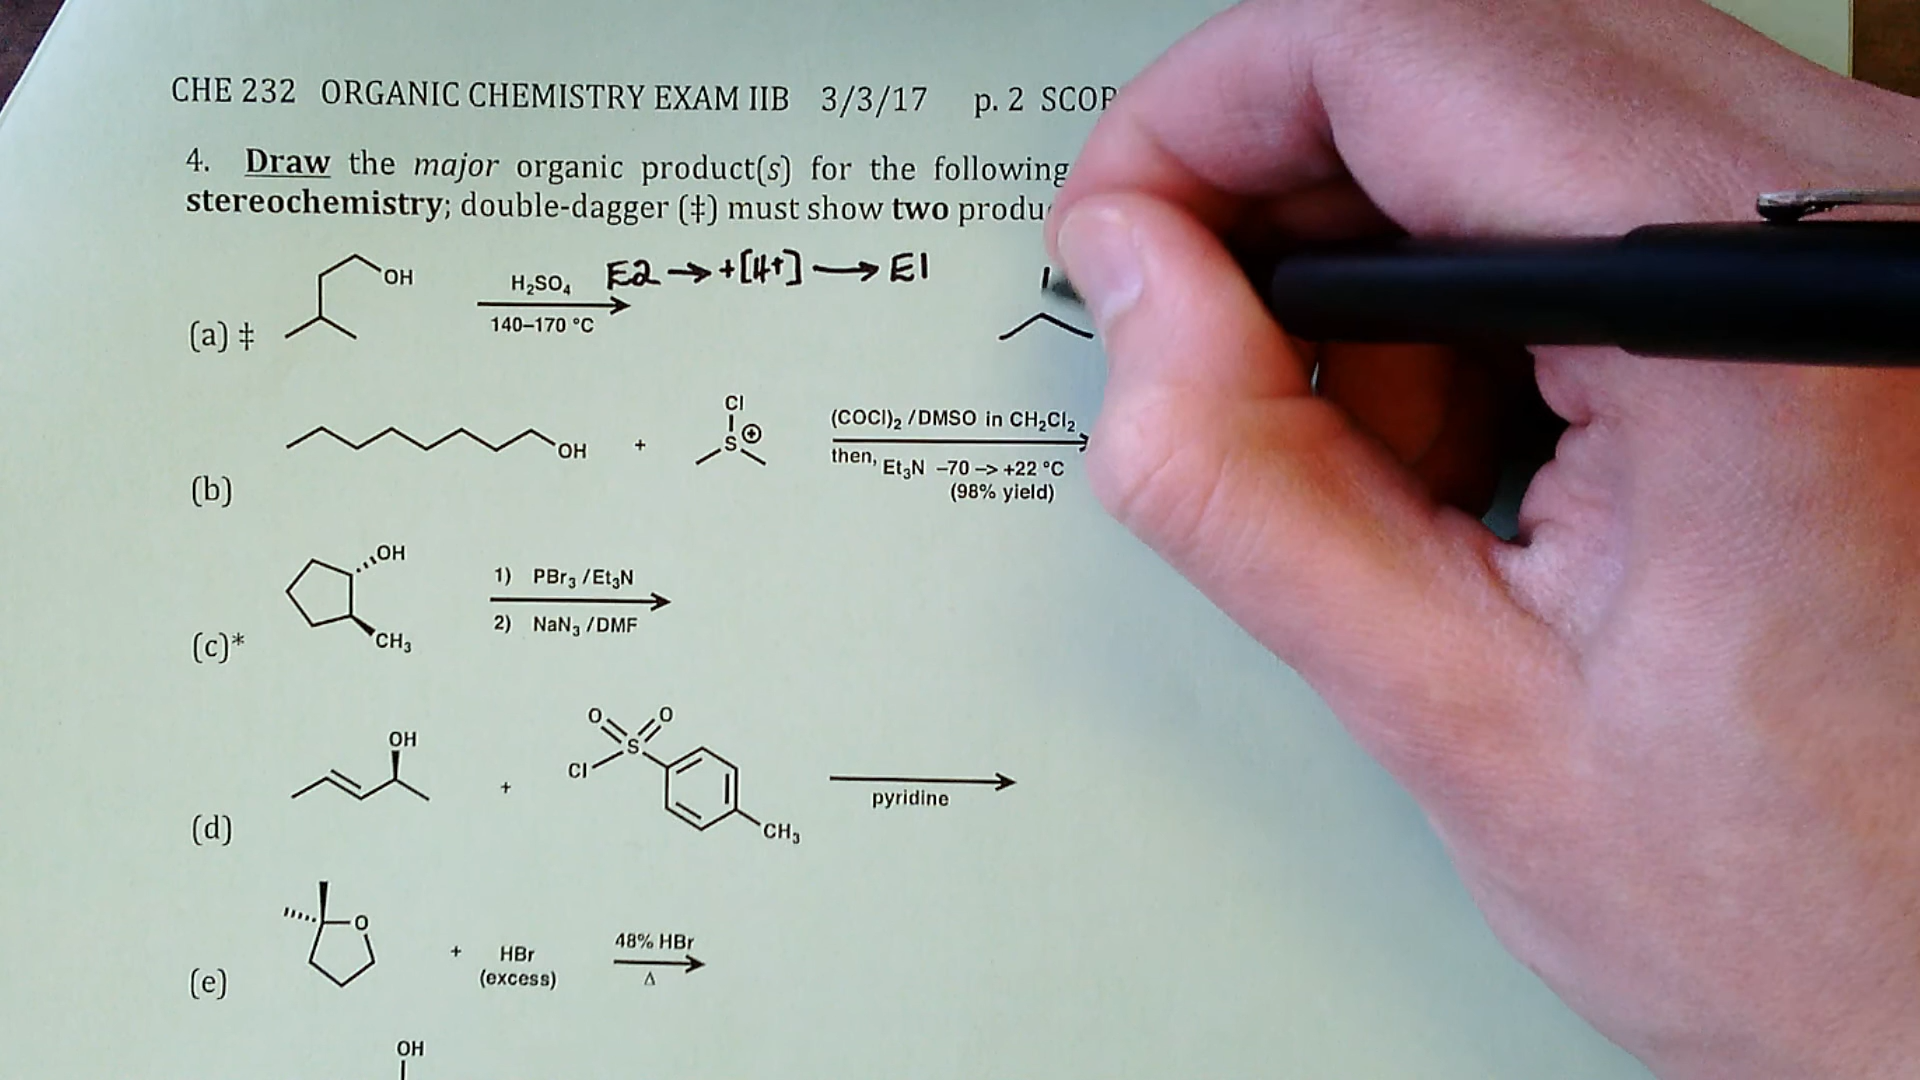 CHE 232 ORGANIC CHEMISTRY EXAM IIB 3/3/17 p. 2
4. Draw the major organic product(s) for the following
stereochemistry; double-dagger (‡) must show two
(a) ‡ OH H₂SO₄ 140–170 °C E2 → +[H+] → E1
(b) OH + Cl S ⊕ (COCl)₂ /DMSO in CH₂Cl₂
then, Et₃N –70 –> +22 °C
(98% yield)
(c)* OH CH₃ 1) PBr₃ /Et₃N
2) NaN₃ /DMF
(d) OH + O O S Cl CH₃ pyridine
(e) O + HBr (excess) 48% HBr Δ
OH